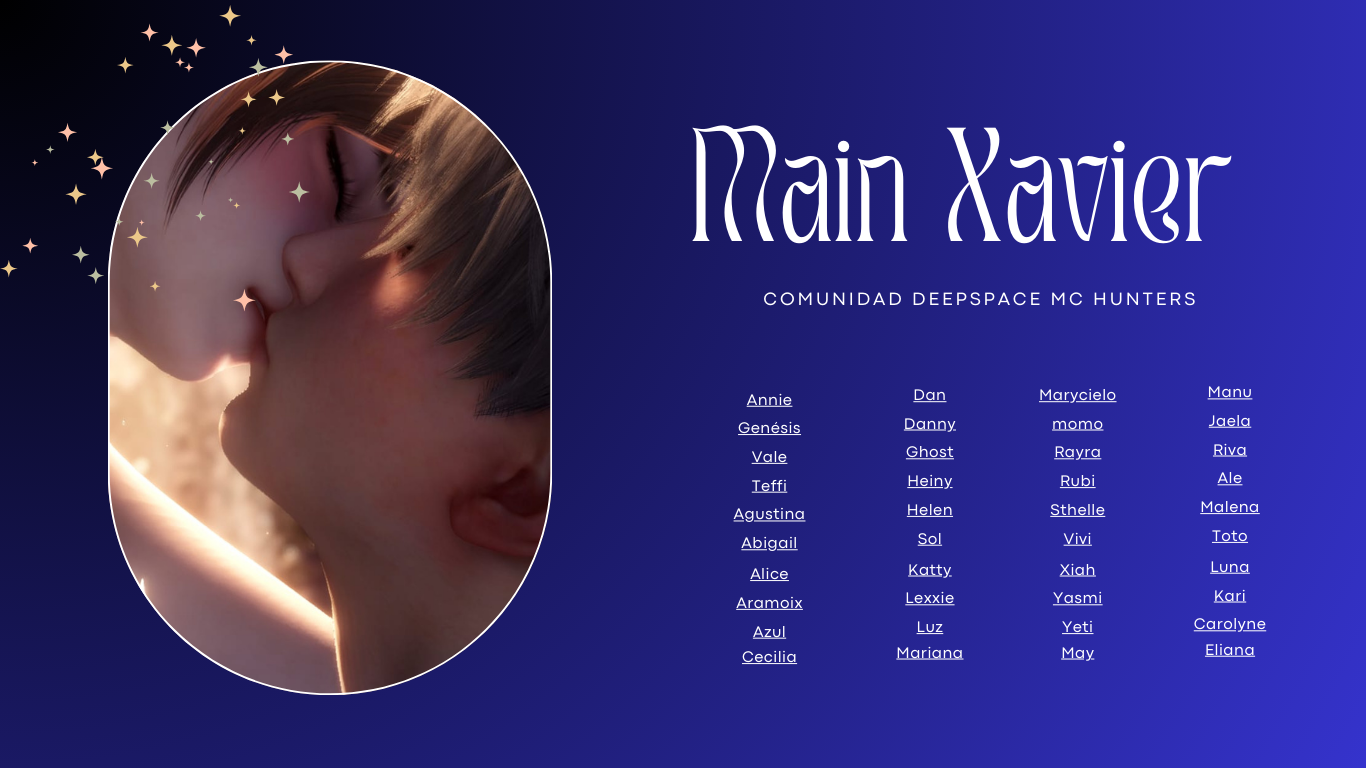 Main Xavier
COMUNIDAD DEEPSPACE MC HUNTERS
Annie
Genésis
Vale
Teffi
Agustina
Abigail
Alice
Aramoix
Azul
Cecilia
Dan
Danny
Ghost
Heiny
Helen
Sol
Katty
Lexxie
Luz
Mariana
Marycielo
momo
Rayra
Rubi
Sthelle
Vivi
Xiah
Yasmi
Yeti
May
Manu
Jaela
Riva
Ale
Malena
Toto
Luna
Kari
Carolyne
Eliana